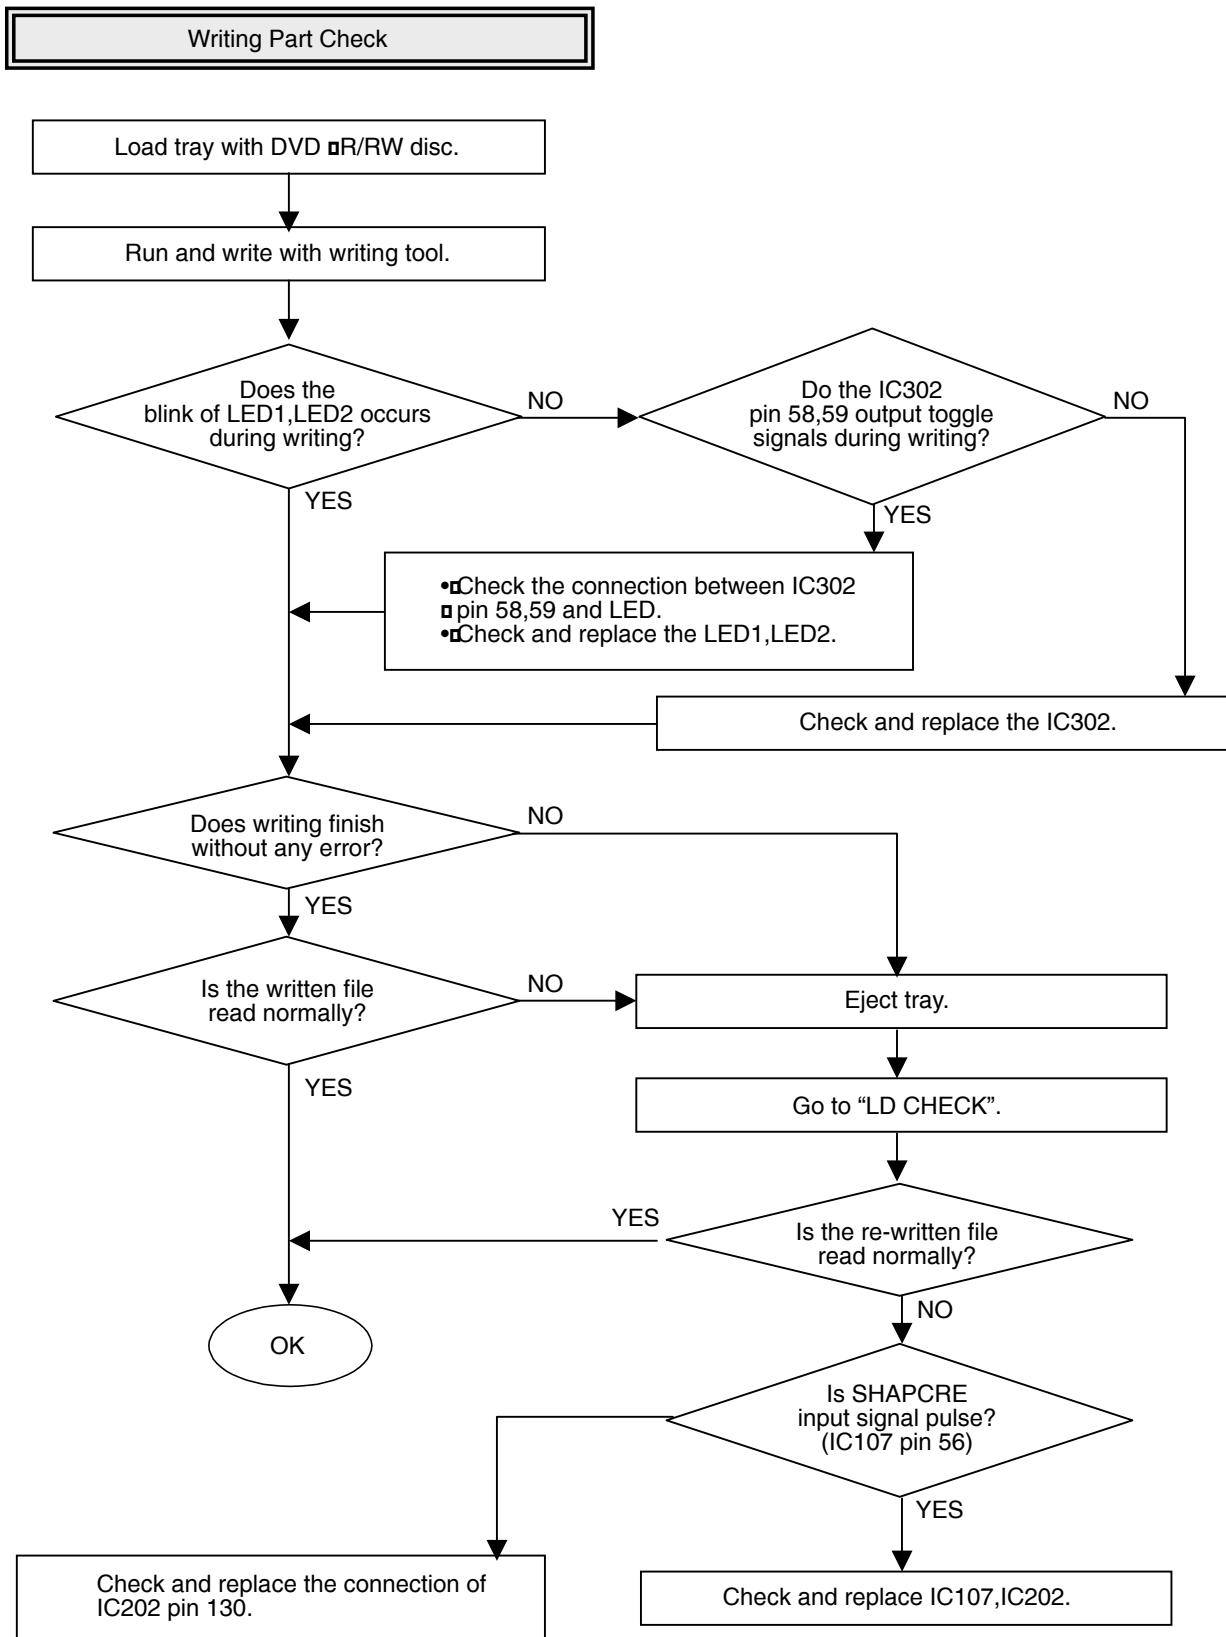 Writing Part Check
Load tray with DVD R/RW disc.
Run and write with writing tool.
Does the
blink of LED1,LED2 occurs
during writing?
NO
Do the IC302
pin 58,59 output toggle
signals during writing?
NO
YES
YES
•Check the connection between IC302
pin 58,59 and LED.
•Check and replace the LED1,LED2.
Check and replace the IC302.
Does writing finish
without any error?
NO
YES
Is the written file
read normally?
NO
Eject tray.
YES
Go to “LD CHECK”.
YES
Is the re-written file
read normally?
NO
OK
Is SHAPCRE
input signal pulse?
(IC107 pin 56)
YES
Check and replace the connection of
IC202 pin 130.
Check and replace IC107,IC202.